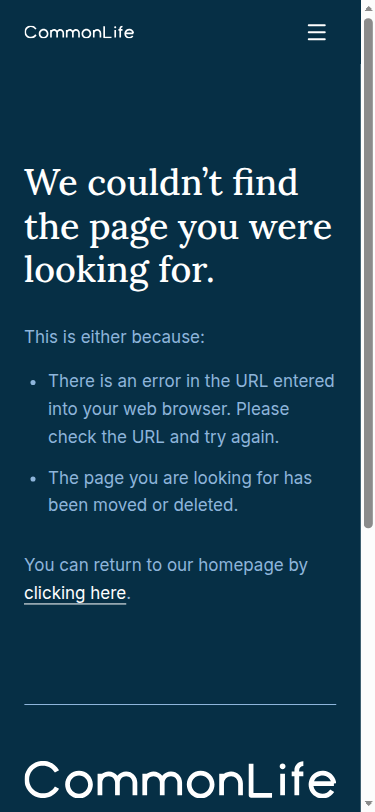 CommonLife
We couldn’t find
the page you were
looking for.
This is either because:
• There is an error in the URL entered
into your web browser. Please
check the URL and try again.
• The page you are looking for has
been moved or deleted.
You can return to our homepage by
clicking here.
CommonLife